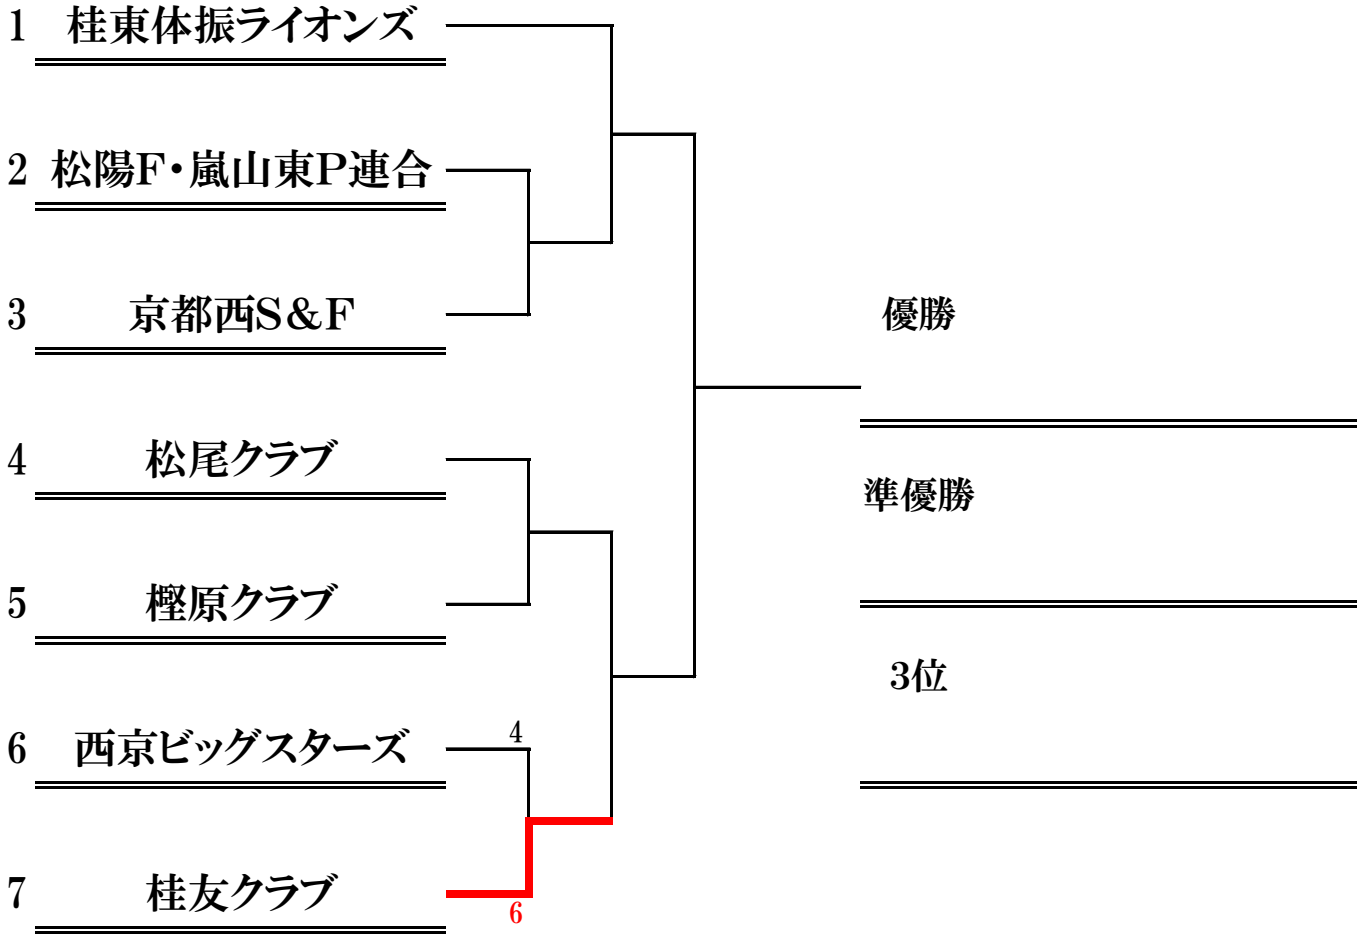 1 桂東体振ライオンズ
2 松陽F・嵐山東P連合
3 京都西S&F
優勝
4 松尾クラブ
準優勝
5 樫原クラブ
3位
6 西京ビッグスターズ
4
7 桂友クラブ
6